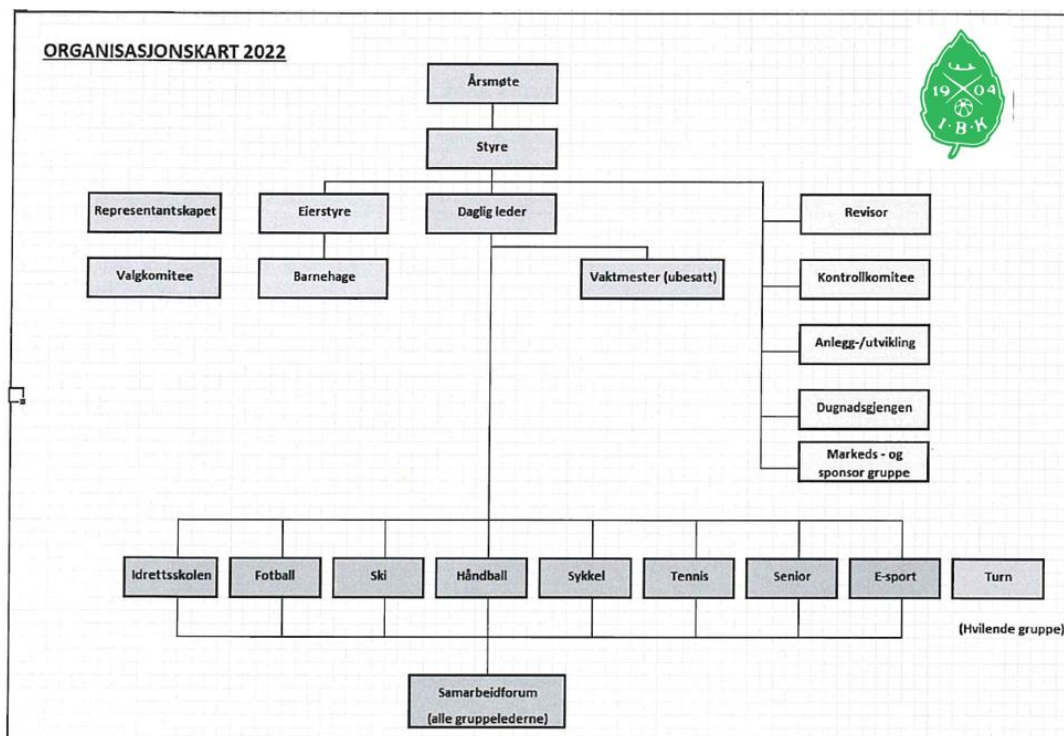 ORGANISASJONSKART 2022
Årsmøte
19 04
I·B·K
Styre
Representantskapet
Eierstyre
Daglig leder
Revisor
Valgkomitee
Barnehage
Vaktmester (ubesatt)
Kontrollkomitee
Anlegg-/utvikling
Dugnadsgjengen
Markeds - og
sponsor gruppe
Idrettsskolen
Fotball
Ski
Håndball
Sykkel
Tennis
Senior
E-sport
Turn
(Hvilende gruppe)
Samarbeidforum
(alle gruppelederne)